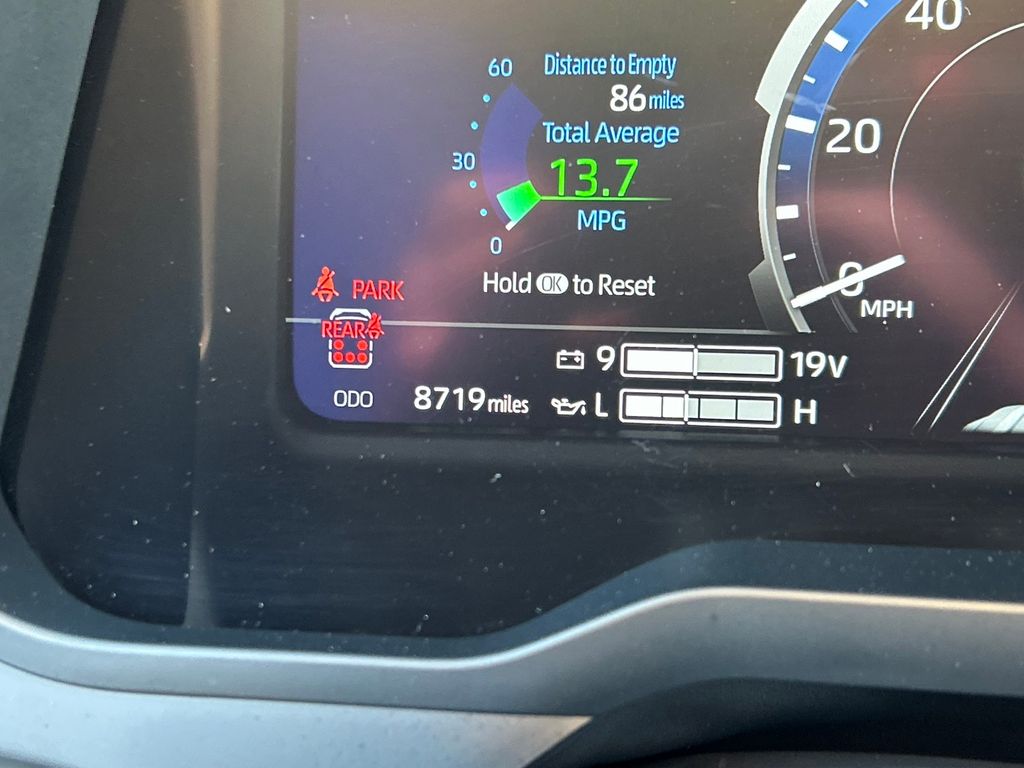 40
60
Distance to Empty
86 miles
Total Average
20
30
13.7
MPG
0
0
Hold OK to Reset
PARK
MPH
REAR
9
19V
ODO
8719 miles
L
H